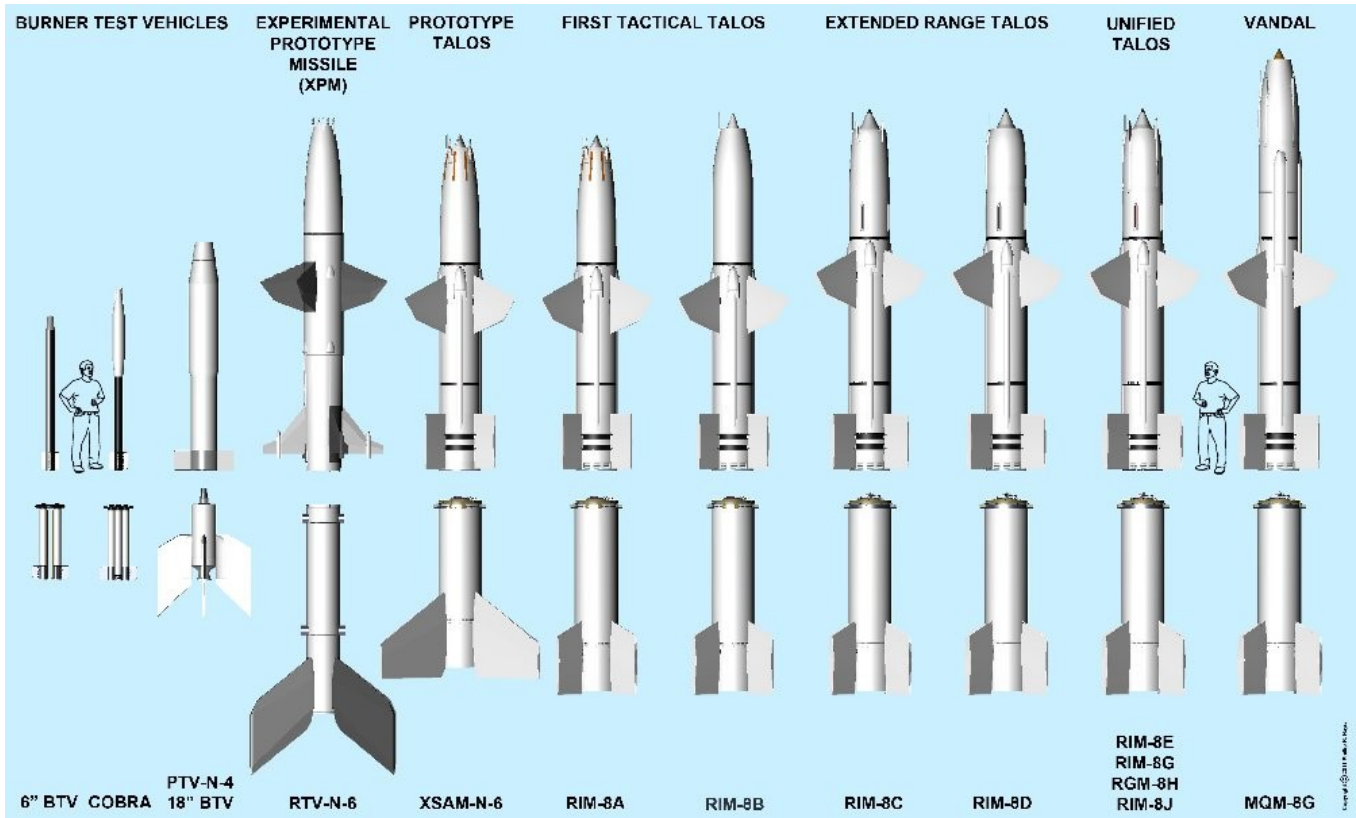 BURNER TEST VEHICLES
EXPERIMENTAL
PROTOTYPE
MISSILE
(XPM)
PROTOTYPE
TALOS
FIRST TACTICAL TALOS
EXTENDED RANGE TALOS
UNIFIED
TALOS
VANDAL
6” BTV
COBRA
PTV-N-4
18” BTV
RTV-N-6
XSAM-N-6
RIM-8A
RIM-8B
RIM-8C
RIM-8D
RIM-8E
RIM-8G
RGM-8H
RIM-8J
MQM-8G
Copyright ©